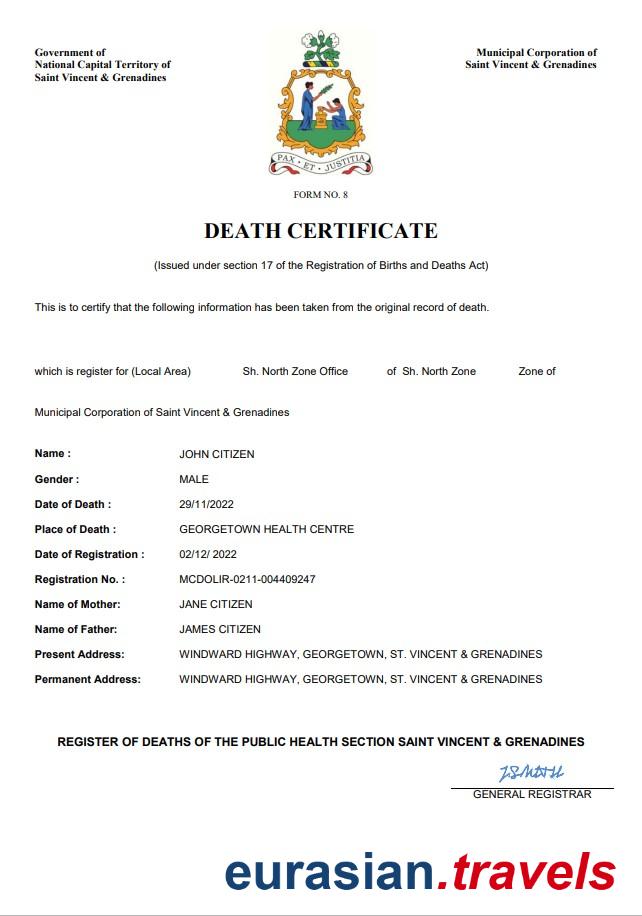 Government of
National Capital Territory of
Saint Vincent & Grenadines
Municipal Corporation of
Saint Vincent & Grenadines
PAX • ET • JUSTITIA
FORM NO. 8
DEATH CERTIFICATE
(Issued under section 17 of the Registration of Births and Deaths Act)
This is to certify that the following information has been taken from the original record of death.
which is register for (Local Area) Sh. North Zone Office of Sh. North Zone Zone of
Municipal Corporation of Saint Vincent & Grenadines
Name : JOHN CITIZEN
Gender : MALE
Date of Death : 29/11/2022
Place of Death : GEORGETOWN HEALTH CENTRE
Date of Registration : 02/12/ 2022
Registration No. : MCDOLIR-0211-004409247
Name of Mother: JANE CITIZEN
Name of Father: JAMES CITIZEN
Present Address: WINDWARD HIGHWAY, GEORGETOWN, ST. VINCENT & GRENADINES
Permanent Address: WINDWARD HIGHWAY, GEORGETOWN, ST. VINCENT & GRENADINES
REGISTER OF DEATHS OF THE PUBLIC HEALTH SECTION SAINT VINCENT & GRENADINES
GENERAL REGISTRAR
eurasian.travels